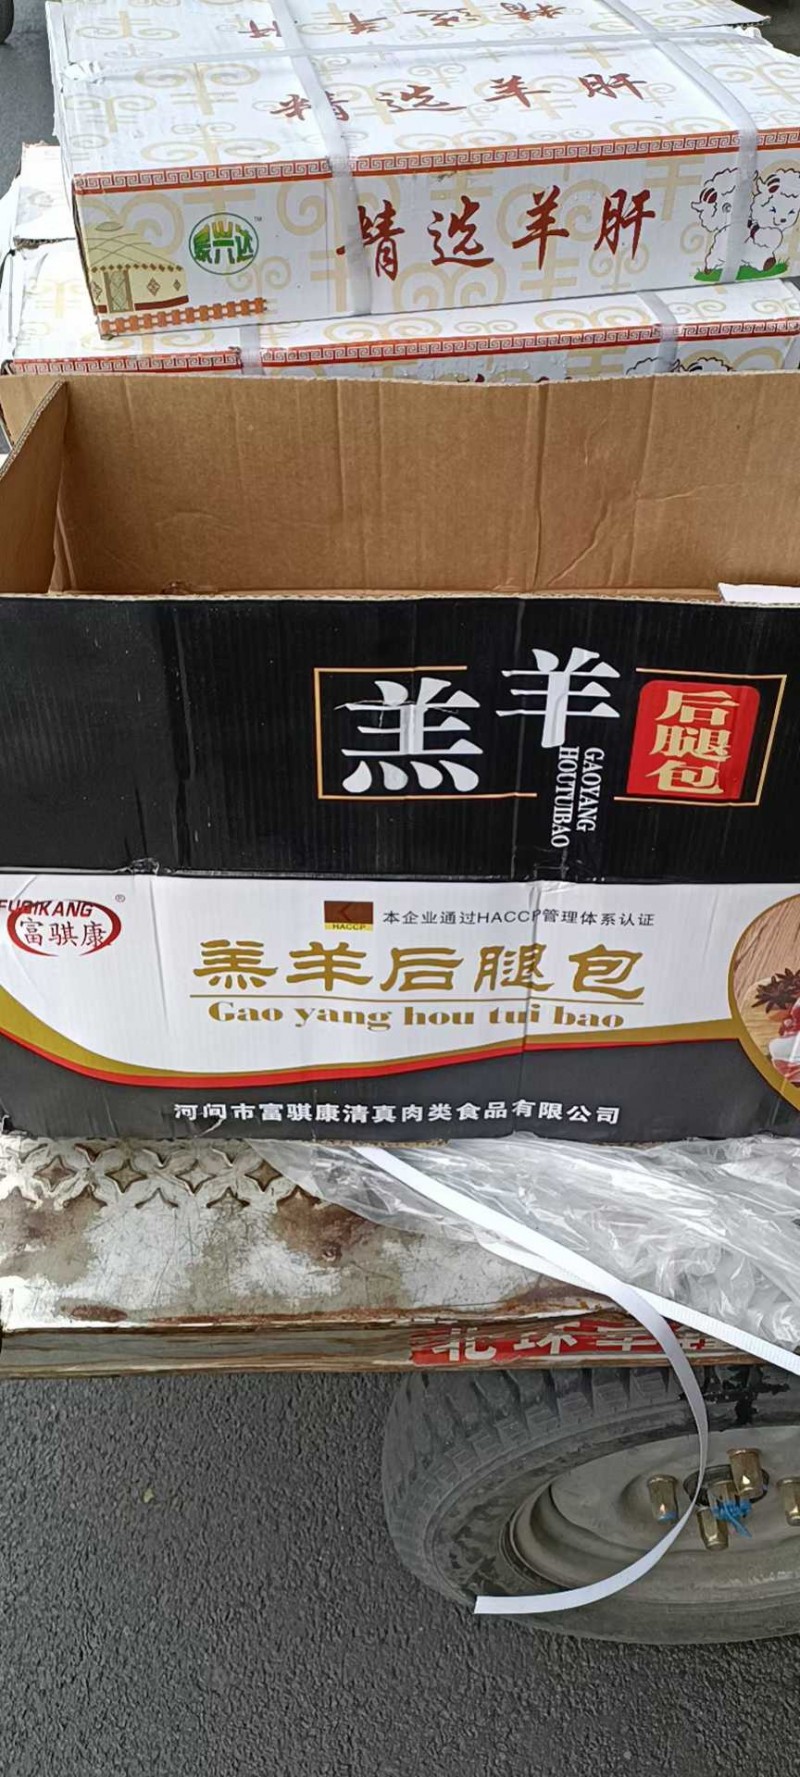 精选羊肝
精选羊肝
羔羊
后腿包
GAOYANG
HOUTUIBAO
富骐康
HACCP
本企业通过HACCP管理体系认证
羔羊后腿包
Gao yang hou tui bao
河间市富骐康清真肉类食品有限公司
北环